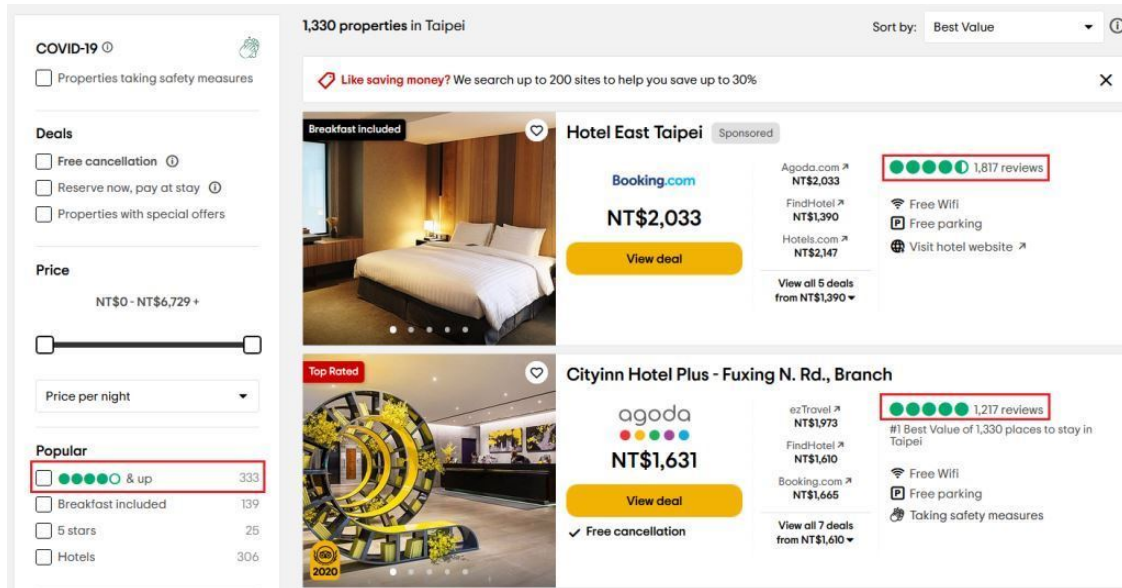 COVID-19
Properties taking safety measures
Deals
Free cancellation
Reserve now, pay at stay
Properties with special offers
Price
NT$0 - NT$6,729 +
Price per night
Popular
& up 333
Breakfast included 139
5 stars 25
Hotels 306
1,330 properties in Taipei
Sort by: Best Value
Like saving money? We search up to 200 sites to help you save up to 30%
Breakfast included
Hotel East Taipei Sponsored
Booking.com
NT$2,033
View deal
Agoda.com
NT$2,033
FindHotel
NT$1,390
Hotels.com
NT$2,147
View all 5 deals
from NT$1,390
1,817 reviews
Free Wifi
P Free parking
Visit hotel website
Top Rated
2020
Cityinn Hotel Plus - Fuxing N. Rd., Branch
agoda
NT$1,631
View deal
Free cancellation
ezTravel
NT$1,973
FindHotel
NT$1,610
Booking.com
NT$1,665
View all 7 deals
from NT$1,610
1,217 reviews
#1 Best Value of 1,330 places to stay in
Taipei
Free Wifi
P Free parking
Taking safety measures